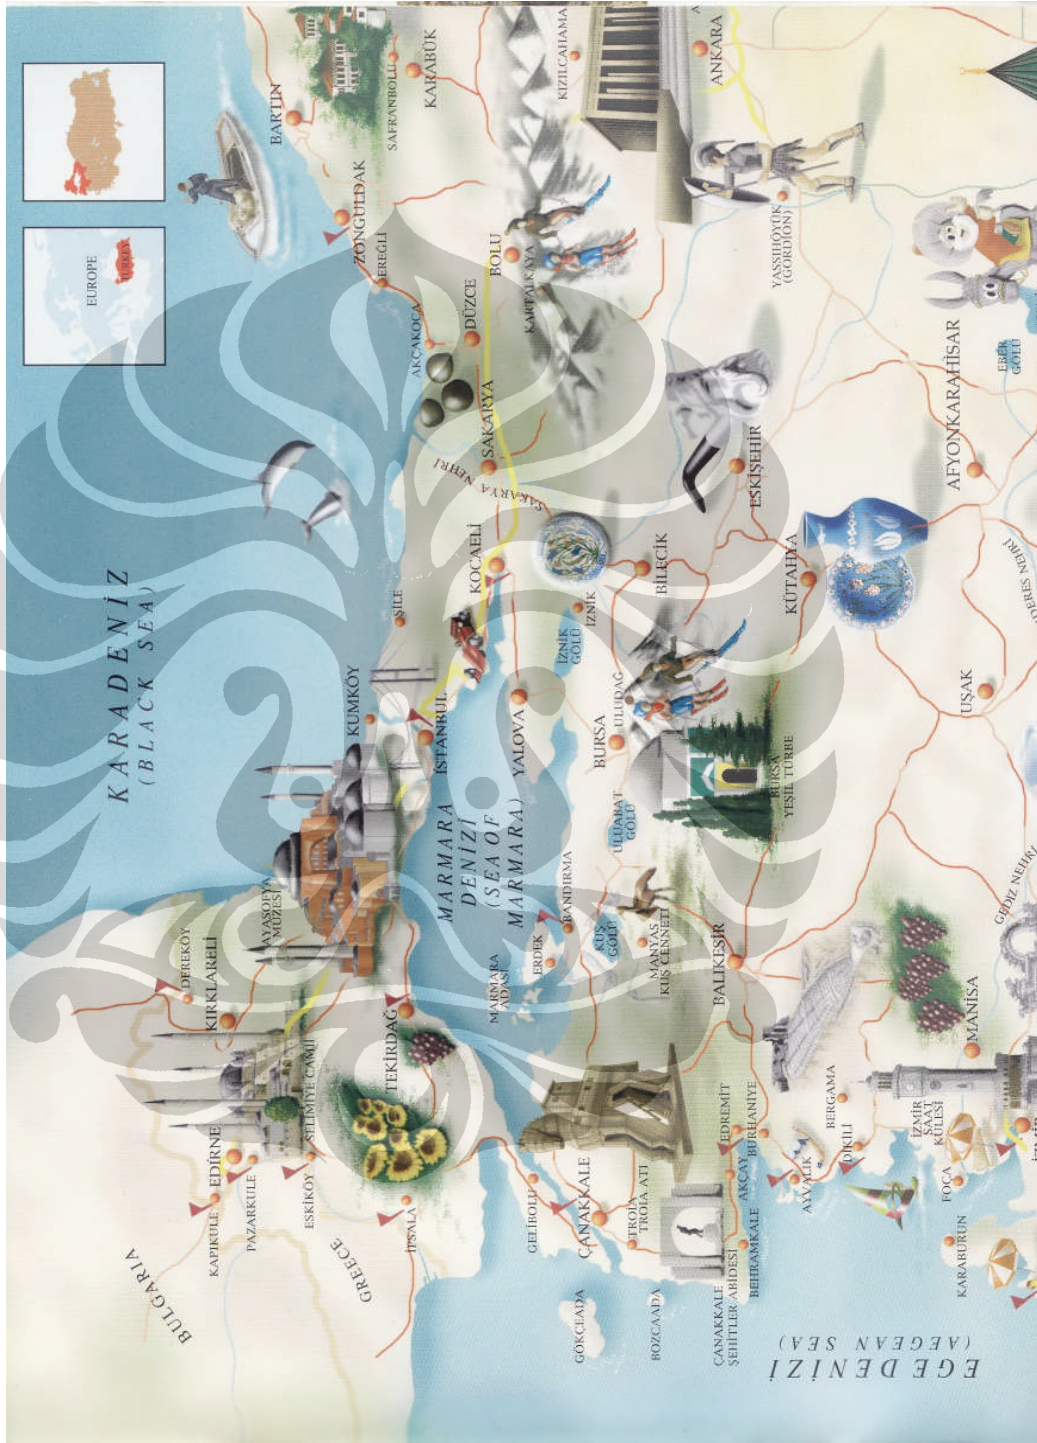 EUROPE
TURKEY
KARADENİZ
(BLACK SEA)
BULGARIA
KAPIKULE
EDİRNE
PAZARKULE
DEREKÖY
KIRKLARELİ
AYASOFYA
MÜZESİ
SELİMİYE CAMİİ
ESKİKÖY
GREECE
İPSALA
TEKİRDAĞ
KUMKÖY
İSTANBUL
ŞİLE
BARTIN
ZONGULDAK
EREĞLİ
SAFRANBOLU
KARABÜK
AKÇAKOCA
DÜZCE
BOLU
KARTALKAYA
SAKARYA
SAKARYA NEHRİ
KOCAELİ
MARMARA
DENİZİ
(SEA OF
MARMARA)
YALOVA
MARMARA
ADASI
ERDEK
BANDIRMA
GELİBOLU
ÇANAKKALE
GÖKÇEADA
İZNİK
GÖLÜ
İZNİK
BURSA
ULUDAĞ
BİLECİK
KIZILCAHAMAM
ANKARA
ULUABAT
GÖLÜ
KUŞ
GÖLÜ
MANYAS
KUŞ CENNETİ
TROIA
TROIA ATI
BOZCAADA
ÇANAKKALE
ŞEHİTLER ABİDESİ
BEHRAMKALE
AKÇAY
EDREMİT
BURHANİYE
BALIKESİR
BURSA
YEŞİL TÜRBE
ESKİŞEHİR
YASSIHÖYÜK
(GORDION)
KÜTAHYA
AYVALIK
BERGAMA
DİKİLİ
EGE DENİZİ
(AEGEAN SEA)
İZMİR
SAAT
KULESİ
FOÇA
KARABURUN
MANİSA
UŞAK
AFYONKARAHİSAR
EBER
GÖLÜ
GEDİZ NEHRİ
DERES NEHRİ